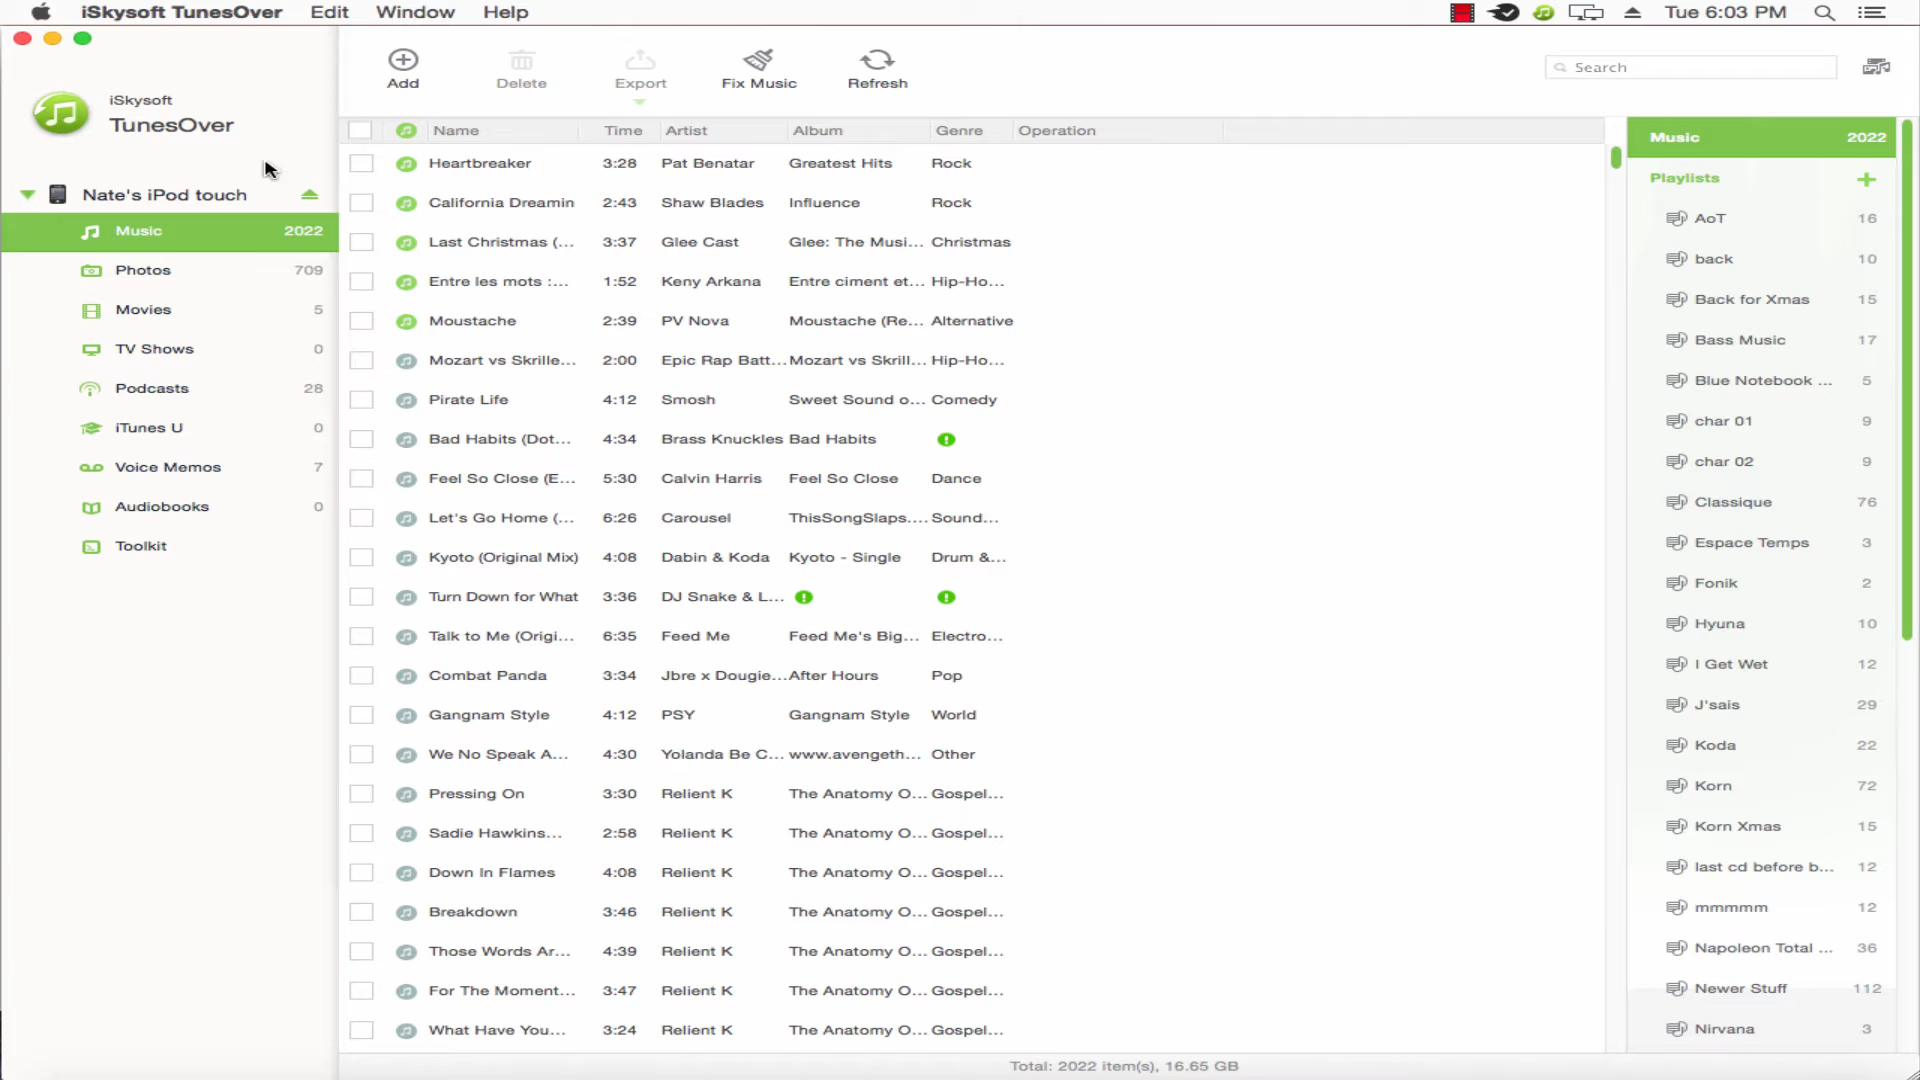 iSkysoft TunesOver Edit Window Help Tue 6:03 PM
Add Delete Export Fix Music Refresh Search
iSkysoft
TunesOver
Nate's iPod touch
Music 2022
Photos 709
Movies 5
TV Shows 0
Podcasts 28
iTunes U 0
Voice Memos 7
Audiobooks 0
Toolkit
Name Time Artist Album Genre Operation
Heartbreaker 3:28 Pat Benatar Greatest Hits Rock
California Dreamin 2:43 Shaw Blades Influence Rock
Last Christmas (... 3:37 Glee Cast Glee: The Musi... Christmas
Entre les mots :... 1:52 Keny Arkana Entre ciment et... Hip-Ho...
Moustache 2:39 PV Nova Moustache (Re... Alternative
Mozart vs Skrille... 2:00 Epic Rap Batt... Mozart vs Skrill... Hip-Ho...
Pirate Life 4:12 Smosh Sweet Sound o... Comedy
Bad Habits (Dot... 4:34 Brass Knuckles Bad Habits
Feel So Close (E... 5:30 Calvin Harris Feel So Close Dance
Let's Go Home (... 6:26 Carousel ThisSongSlaps.... Sound...
Kyoto (Original Mix) 4:08 Dabin & Koda Kyoto - Single Drum &...
Turn Down for What 3:36 DJ Snake & L...
Talk to Me (Origi... 6:35 Feed Me Feed Me's Big... Electro...
Combat Panda 3:34 Jbre x Dougie... After Hours Pop
Gangnam Style 4:12 PSY Gangnam Style World
We No Speak A... 4:30 Yolanda Be C... www.avengeth... Other
Pressing On 3:30 Relient K The Anatomy O... Gospel...
Sadie Hawkins... 2:58 Relient K The Anatomy O... Gospel...
Down In Flames 4:08 Relient K The Anatomy O... Gospel...
Breakdown 3:46 Relient K The Anatomy O... Gospel...
Those Words Ar... 4:39 Relient K The Anatomy O... Gospel...
For The Moment... 3:47 Relient K The Anatomy O... Gospel...
What Have You... 3:24 Relient K The Anatomy O... Gospel...
Total: 2022 item(s), 16.65 GB
Music 2022
Playlists
AoT 16
back 10
Back for Xmas 15
Bass Music 17
Blue Notebook ... 5
char 01 9
char 02 9
Classique 76
Espace Temps 3
Fonik 2
Hyuna 10
I Get Wet 12
J'sais 29
Koda 22
Korn 72
Korn Xmas 15
last cd before b... 12
mmmmm 12
Napoleon Total ... 36
Newer Stuff 112
Nirvana 3